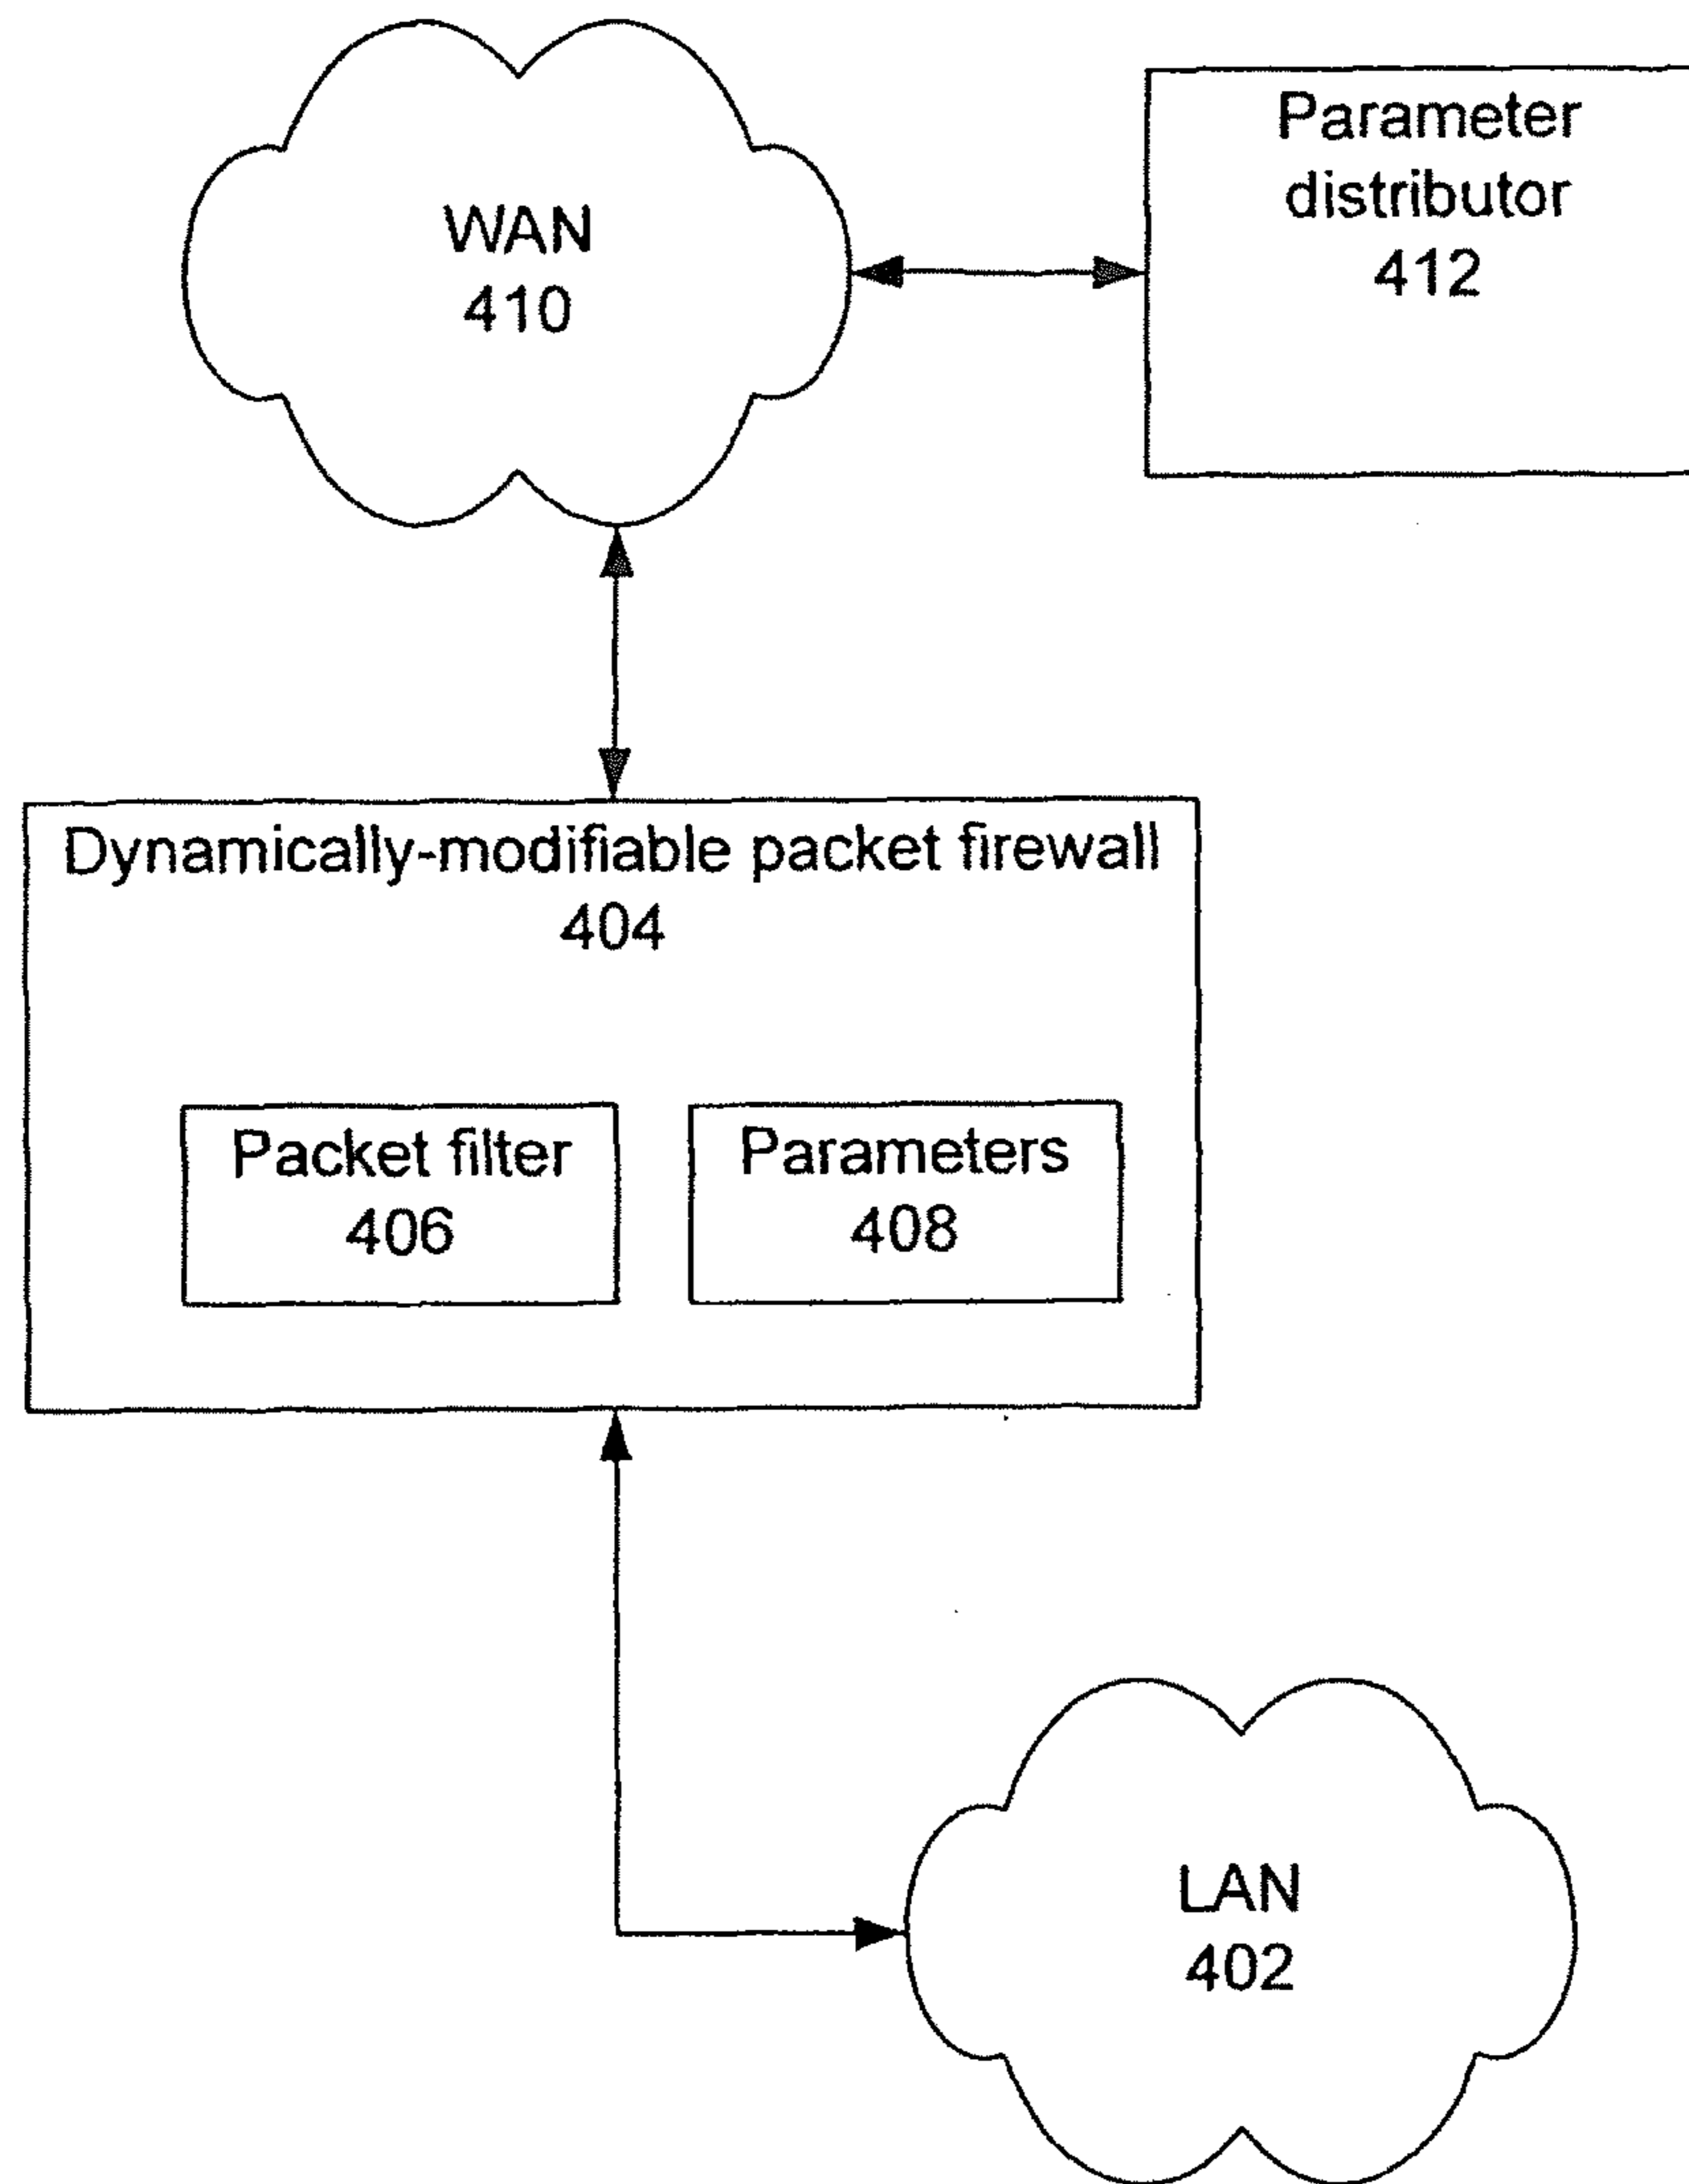 WAN
410
Parameter
distributor
412
Dynamically-modifiable packet firewall
404
Packet filter
406
Parameters
408
LAN
402